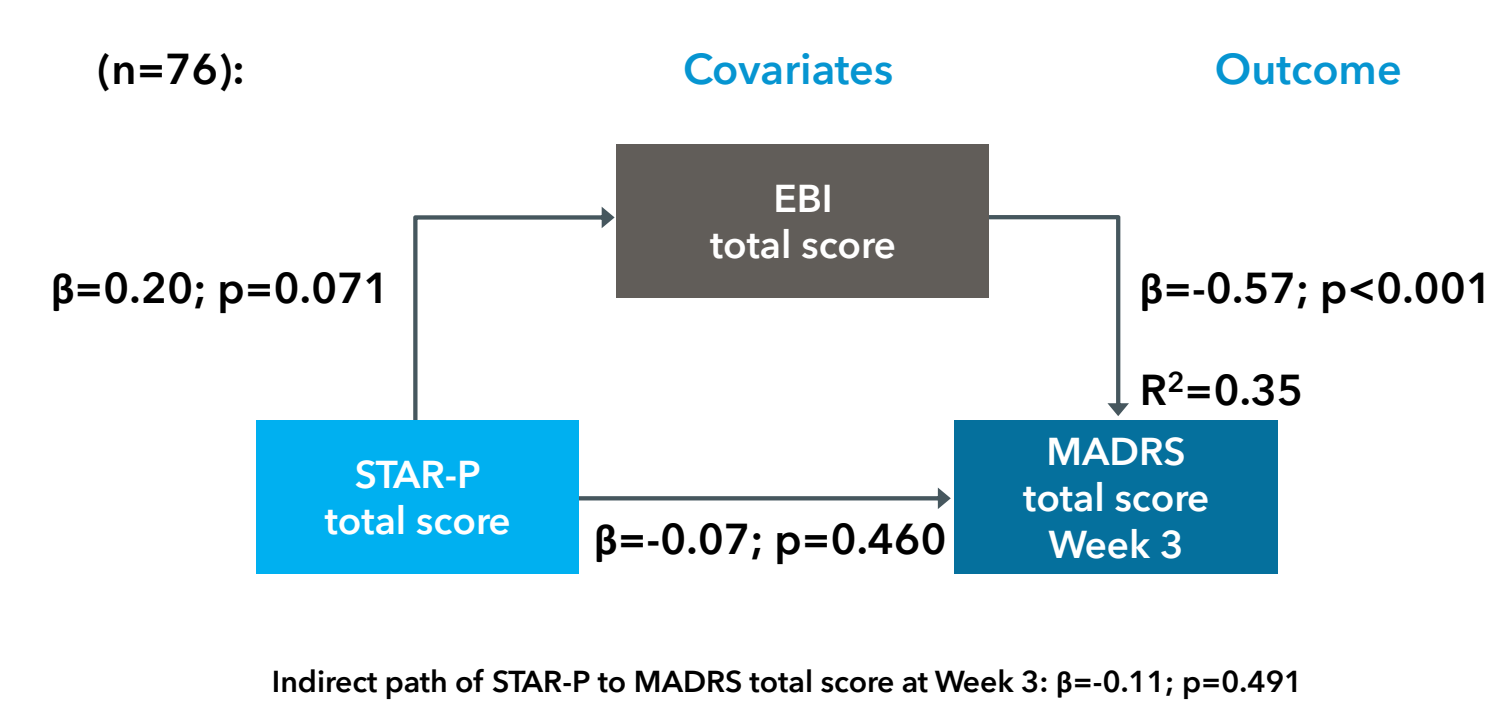 (n=76):
Covariates
Outcome
EBI
total score
β=0.20; p=0.071
β=-0.57; p<0.001
R²=0.35
STAR-P
total score
β=-0.07; p=0.460
MADRS
total score
Week 3
Indirect path of STAR-P to MADRS total score at Week 3: β=-0.11; p=0.491